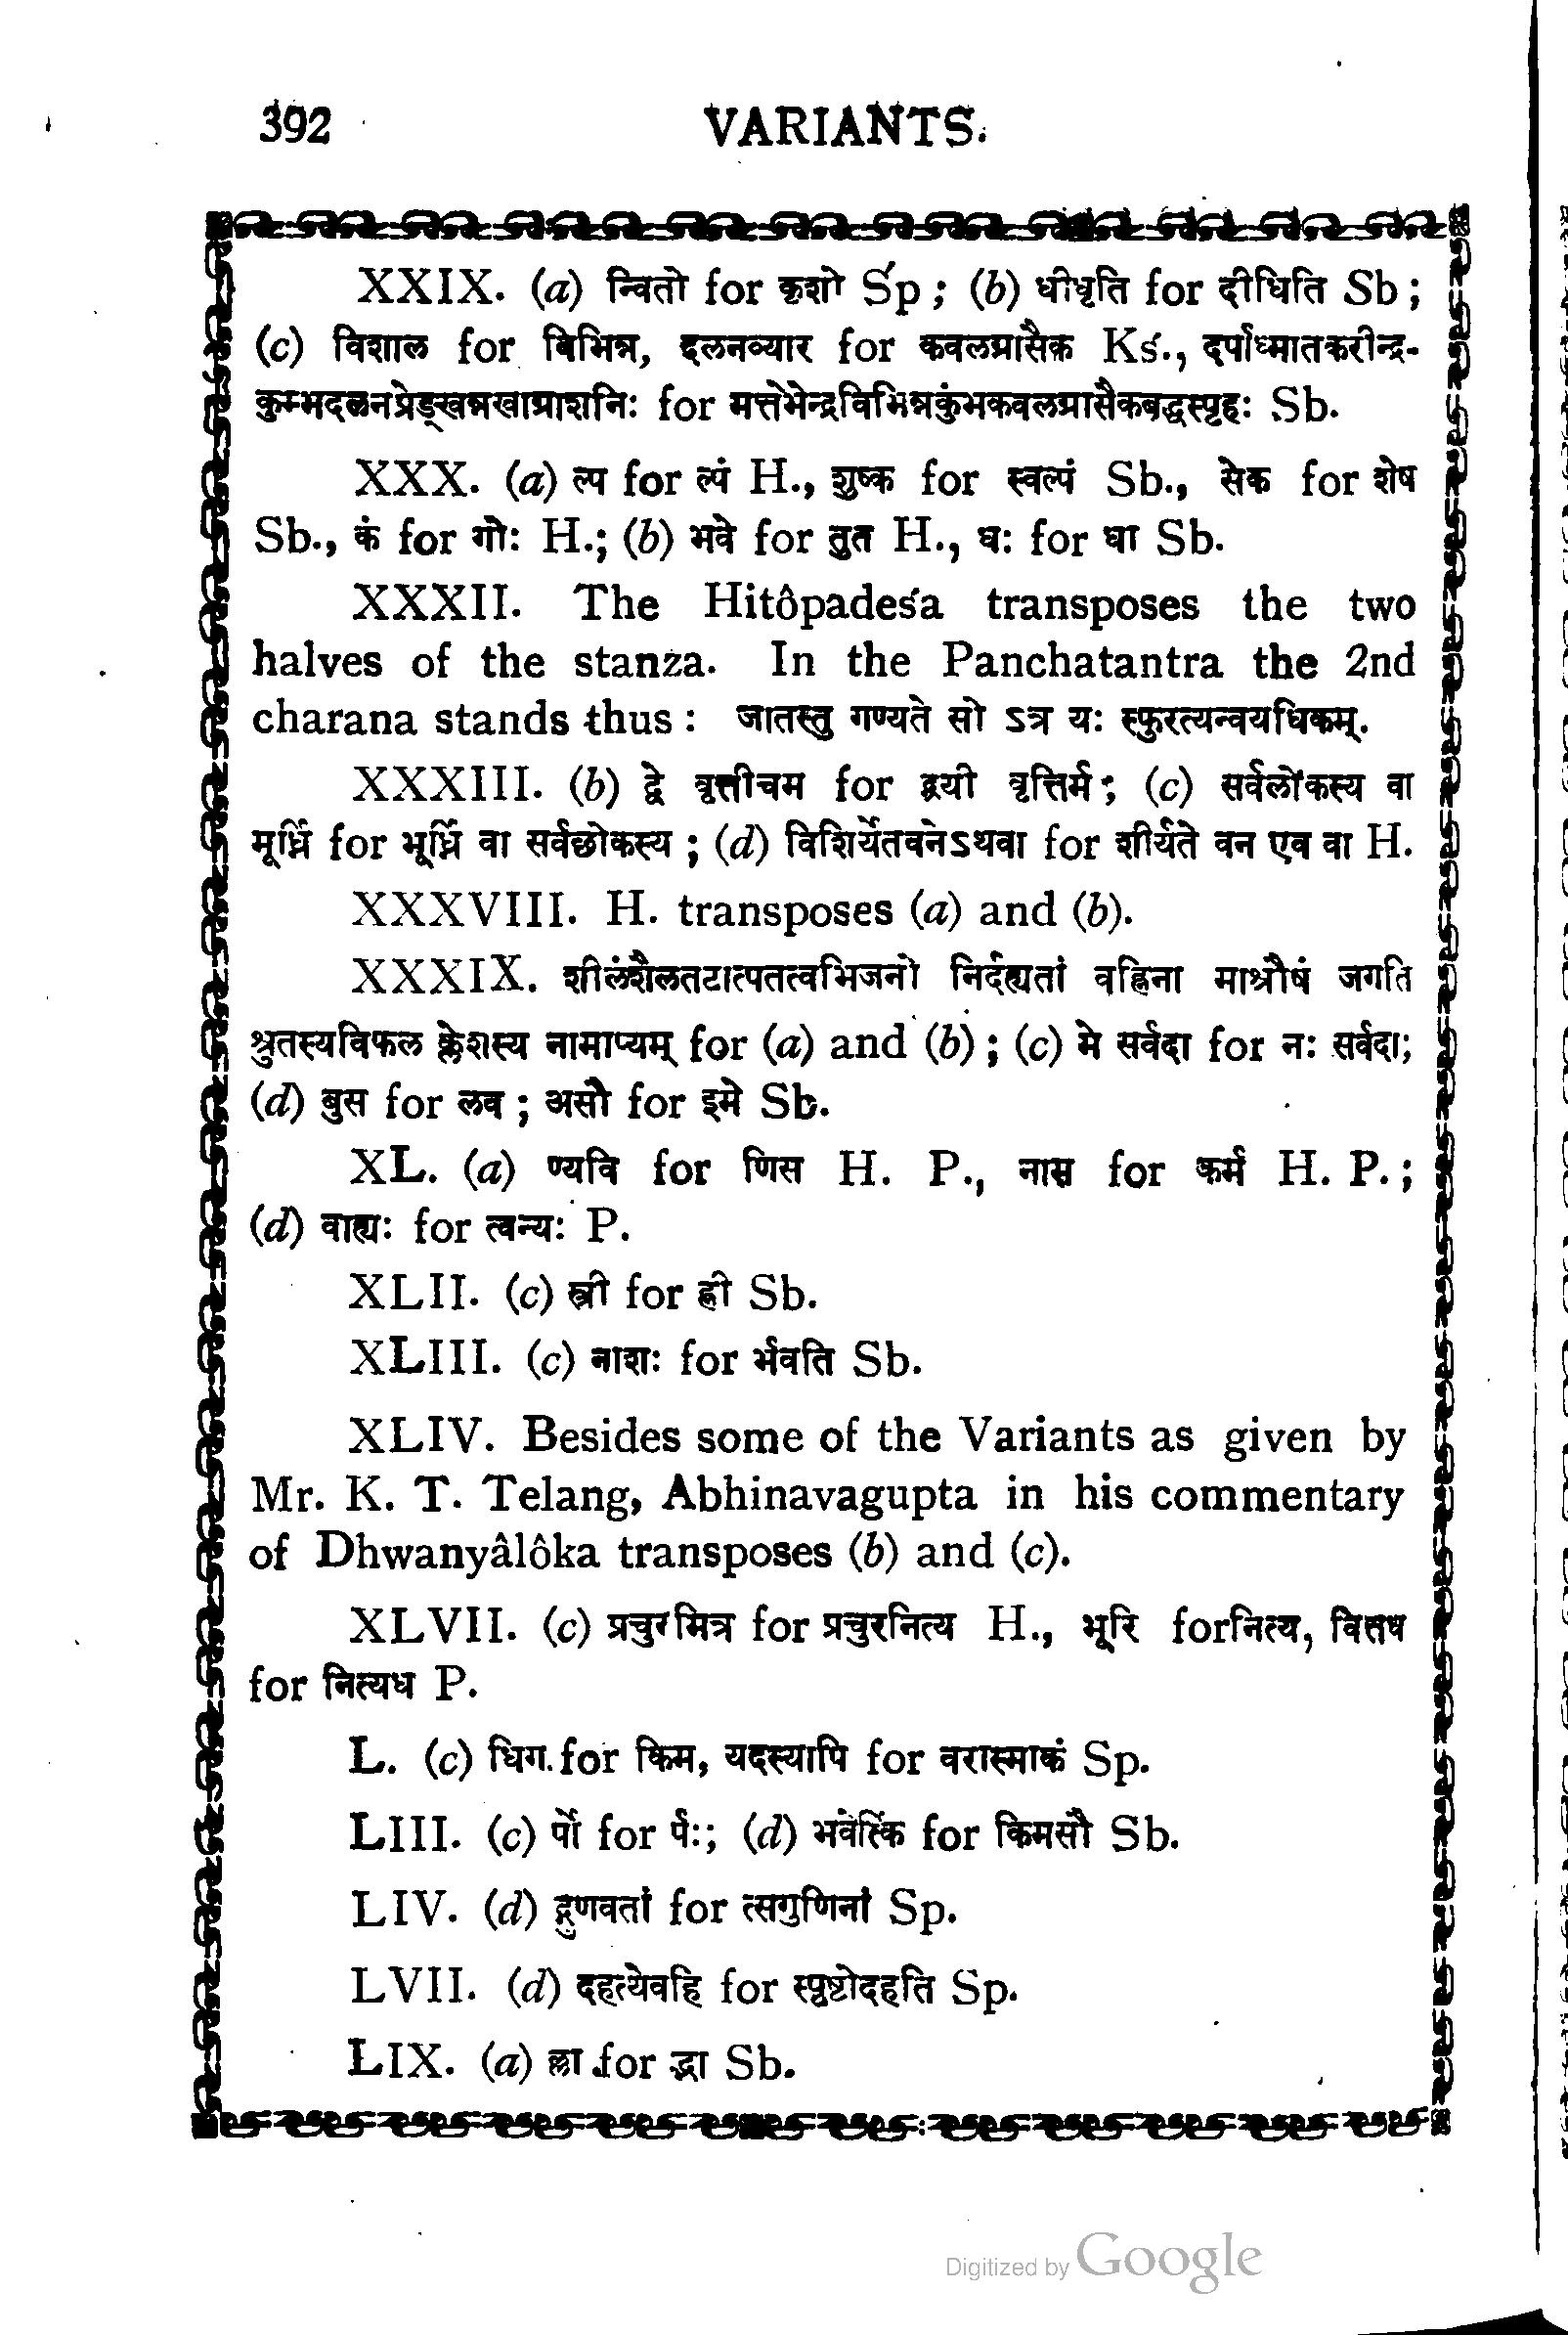 392 VARIANTS.
XXIX. (a) न्वितो for कृशो Śp ; (b) धीधृति for दीधिति Sb ;
(c) विशाल for विभिन्न, दलनव्यार for कवलग्रासैक Kś., दर्पाध्मातकरीन्द्र-
कुम्भदलनप्रेङ्खन्नखाग्राशनिः for मत्तेभेन्द्रविभिन्नकुंभकवलग्रासैकबद्धस्पृहः Sb.
XXX. (a) ल्प for ल्पं H., शुष्क for स्वल्पं Sb., सेक for शेष
Sb., कं for गोः H.; (b) भवे for तुत H., घः for घा Sb.
XXXII. The Hitôpadeśa transposes the two
halves of the stanza. In the Panchatantra the 2nd
charana stands thus : जातस्तु गण्यते सो ऽत्र यः स्फुरत्यन्वयधिकम्.
XXXIII. (b) द्वे वृत्तीचम for द्वयी वृत्तिर्म ; (c) सर्वलोकस्य वा
मूर्ध्नि for मूर्ध्नि वा सर्वलोकस्य ; (d) विशिर्येतवनेऽथवा for शीर्यते वन एव वा H.
XXXVIII. H. transposes (a) and (b).
XXXIX. शीलंशैलतटात्पतत्वभिजनो निर्दह्यतां वह्निना माश्रौषं जगति
श्रुतस्यविफल क्लेशस्य नामाप्यम् for (a) and (b) ; (c) मे सर्वदा for नः सर्वदा;
(d) बुस for लव ; असौ for इमे Sb.
XL. (a) ण्यवि for णिस H. P., नाम for कर्म H. P. ;
(d) वाह्यः for त्वन्यः P.
XLII. (c) स्त्री for ह्री Sb.
XLIII. (c) नाशः for र्भवति Sb.
XLIV. Besides some of the Variants as given by
Mr. K. T. Telang, Abhinavagupta in his commentary
of Dhwanyâlôka transposes (b) and (c).
XLVII. (c) प्रचुरमित्र for प्रचुरनित्य H., भूरि forनित्य, वित्तध
for नित्यध P.
L. (c) धिग. for किम, यदस्यापि for वरास्माकं Sp.
LIII. (c) र्पो for र्पः; (d) भवेत्किं for किमसौ Sb.
LIV. (d) द्गुणवतां for त्सगुणिनां Sp.
LVII. (d) दहत्येवहि for स्पृष्टोदहति Sp.
LIX. (a) ल्ला for द्धा Sb.
Digitized by Google